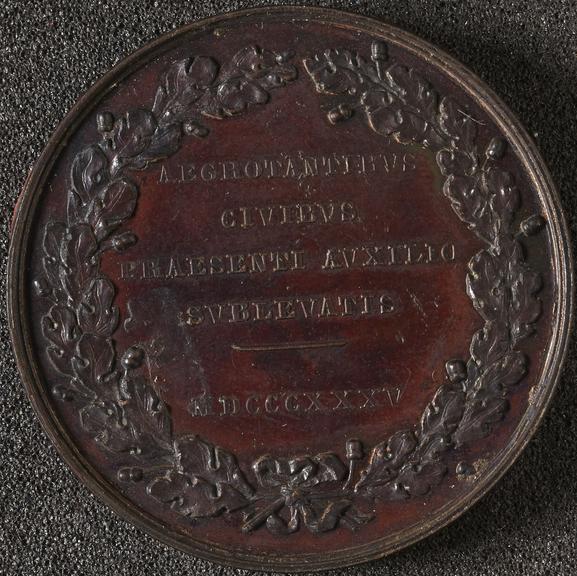 AEGROTANTIBVS
CIVIBVS
PRAESENTI AVXILIO
SVBLEVATIS
MDCCCXXXV